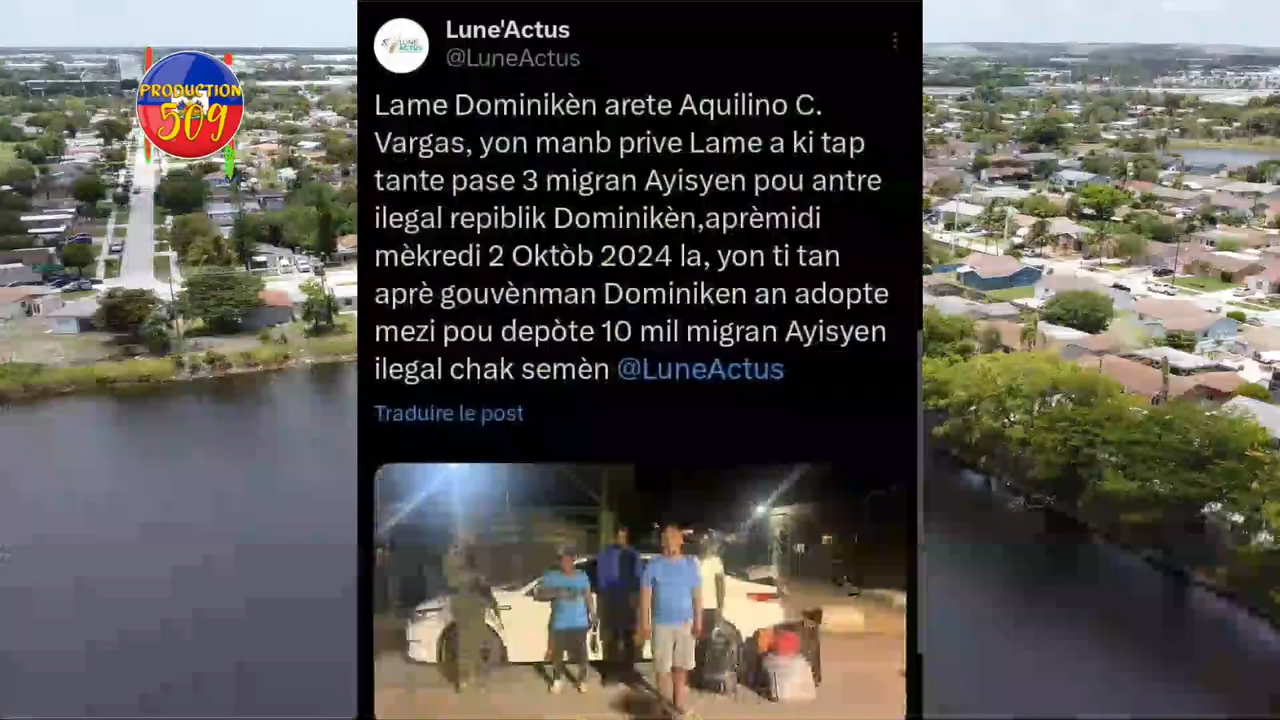 PRODUCTION
509
Lune'Actus
@LuneActus
Lame Dominikèn arete Aquilino C.
Vargas, yon manb prive Lame a ki tap
tante pase 3 migran Ayisyen pou antre
ilegal repiblik Dominikèn,aprèmidi
mèkredi 2 Oktòb 2024 la, yon ti tan
aprè gouvènman Dominiken an adopte
mezi pou depòte 10 mil migran Ayisyen
ilegal chak semèn @LuneActus
Traduire le post